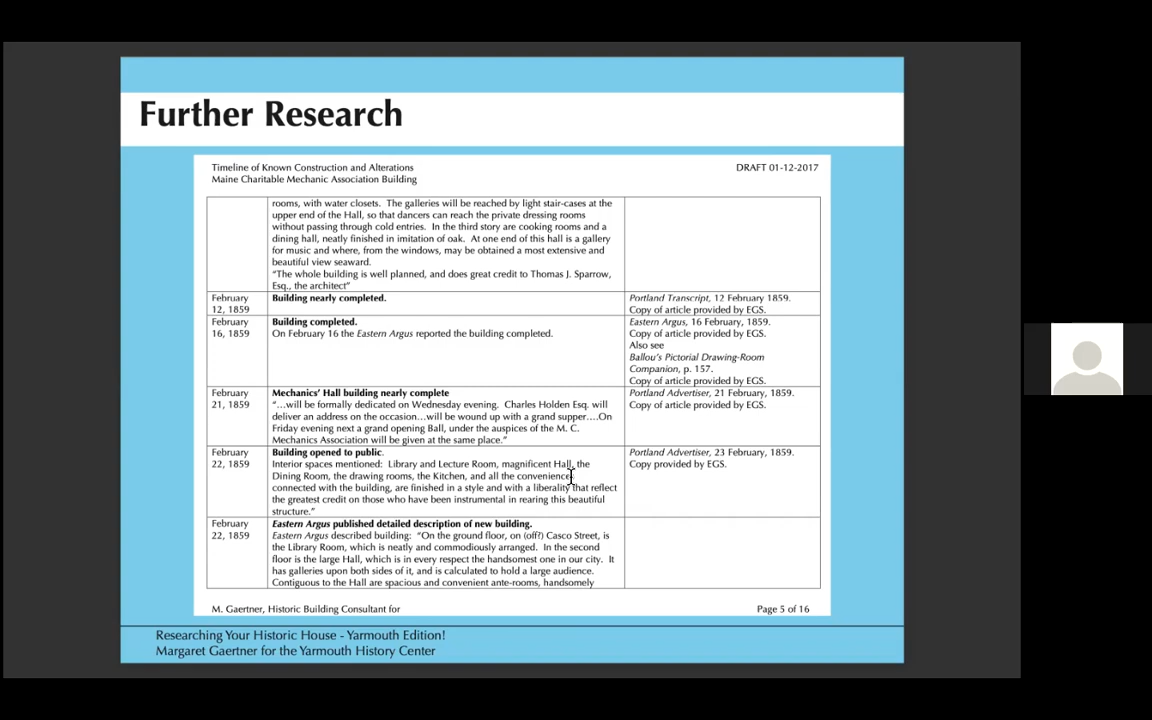 Further Research
Timeline of Known Construction and Alterations
DRAFT 01-12-2017
Maine Charitable Mechanic Association Building
rooms, with water closets. The galleries will be reached by light stair-cases at the
upper end of the Hall, so that dancers can reach the private dressing rooms
without passing through cold entries. In the third story are cooking rooms and a
dining hall, neatly finished in imitation of oak. At one end of this hall is a gallery
for music and where, from the windows, may be obtained a most extensive and
beautiful view seaward.
"The whole building is well planned, and does great credit to Thomas J. Sparrow,
Esq., the architect"
February
12, 1859
Building nearly completed.
Portland Transcript, 12 February 1859.
Copy of article provided by EGS.
February
16, 1859
Building completed.
On February 16 the Eastern Argus reported the building completed.
Eastern Argus, 16 February, 1859.
Copy of article provided by EGS.
Also see
Ballou's Pictorial Drawing-Room
Companion, p. 157.
Copy of article provided by EGS.
February
21, 1859
Mechanics' Hall building nearly complete
"…will be formally dedicated on Wednesday evening. Charles Holden Esq. will
deliver an address on the occasion…will be wound up with a grand supper….On
Friday evening next a grand opening Ball, under the auspices of the M. C.
Mechanics Association will be given at the same place."
Portland Advertiser, 21 February, 1859.
Copy of article provided by EGS.
February
22, 1859
Building opened to public.
Interior spaces mentioned: Library and Lecture Room, magnificent Hall, the
Dining Room, the drawing rooms, the Kitchen, and all the conveniences
connected with the building, are finished in a style and with a liberality that reflect
the greatest credit on those who have been instrumental in rearing this beautiful
structure."
Portland Advertiser, 23 February, 1859.
Copy provided by EGS.
February
22, 1859
Eastern Argus published detailed description of new building.
Eastern Argus described building: "On the ground floor, on (off?) Casco Street, is
the Library Room, which is neatly and commodiously arranged. In the second
floor is the large Hall, which is in every respect the handsomest one in our city. It
has galleries upon both sides of it, and is calculated to hold a large audience.
Contiguous to the Hall are spacious and convenient ante-rooms, handsomely
M. Gaertner, Historic Building Consultant for
Page 5 of 16
Researching Your Historic House - Yarmouth Edition!
Margaret Gaertner for the Yarmouth History Center